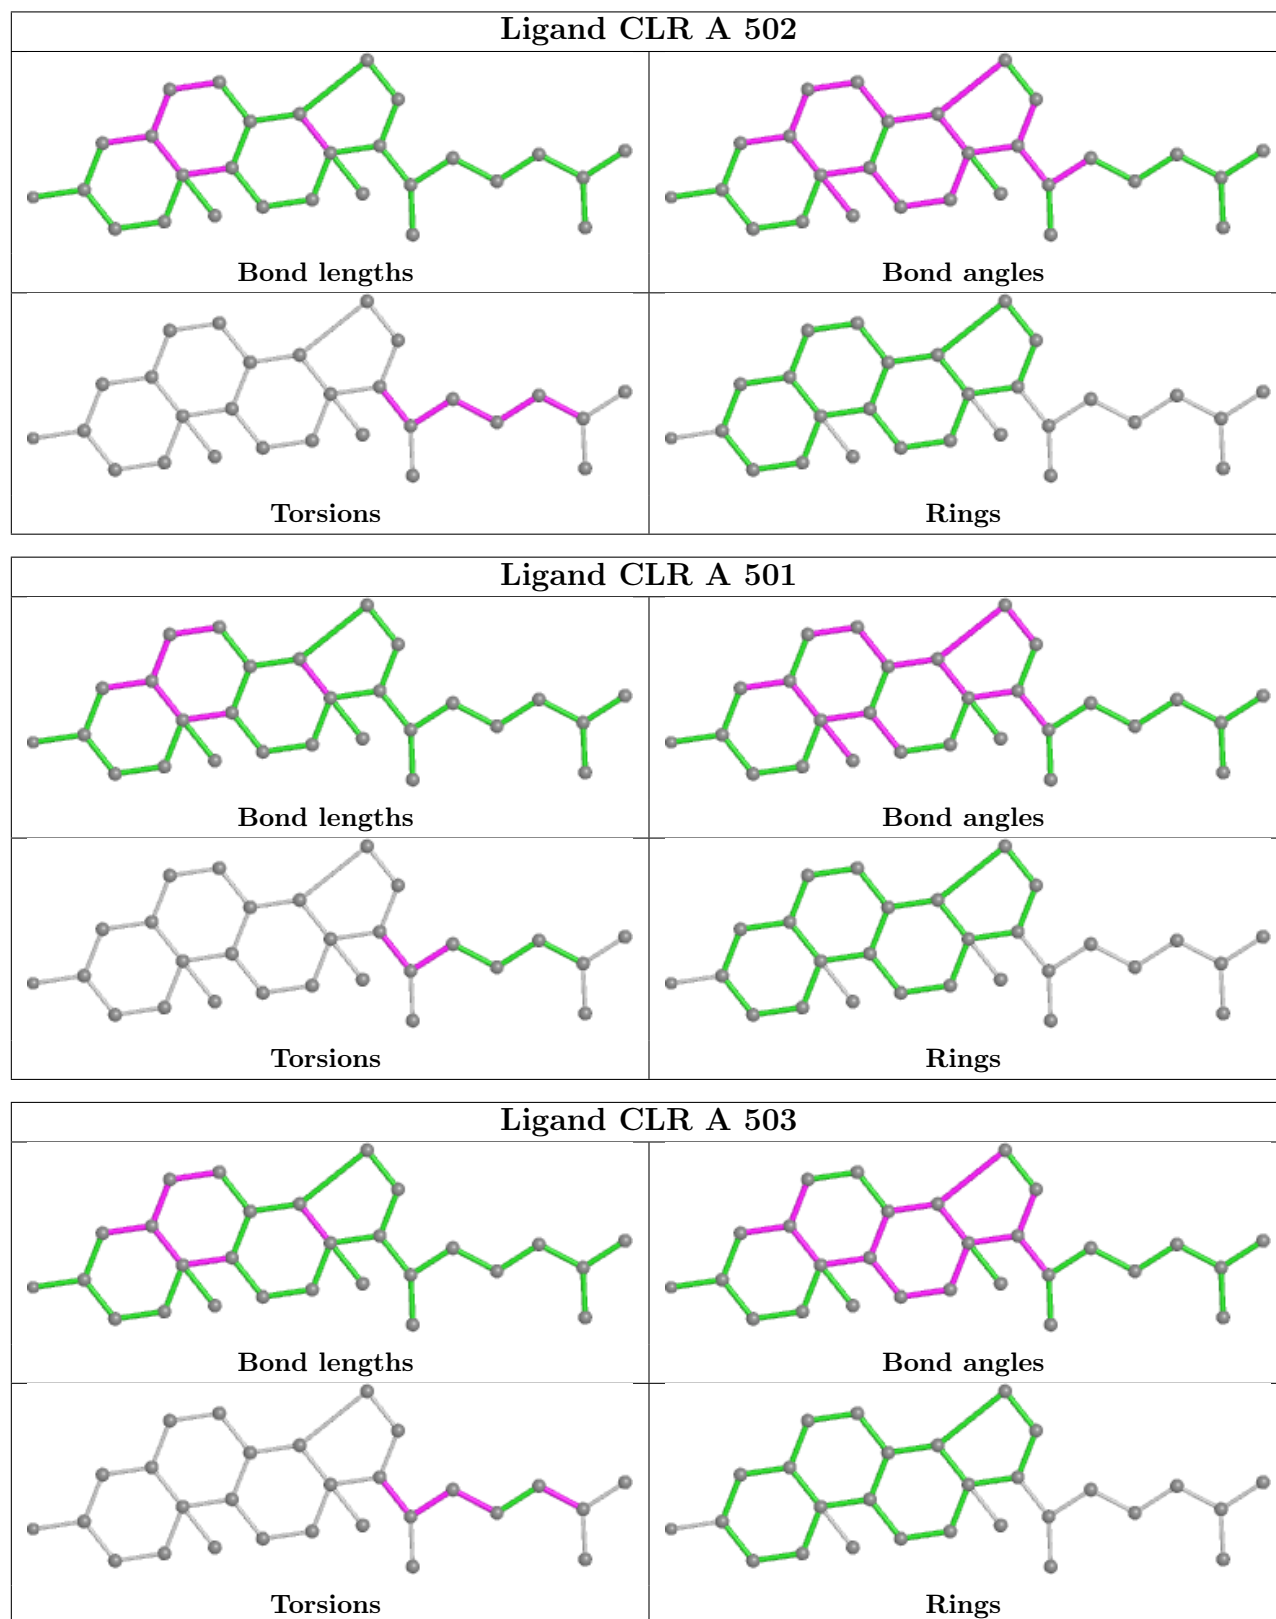 Ligand CLR A 502
Bond lengths
Bond angles
Torsions
Rings
Ligand CLR A 501
Bond lengths
Bond angles
Torsions
Rings
Ligand CLR A 503
Bond lengths
Bond angles
Torsions
Rings